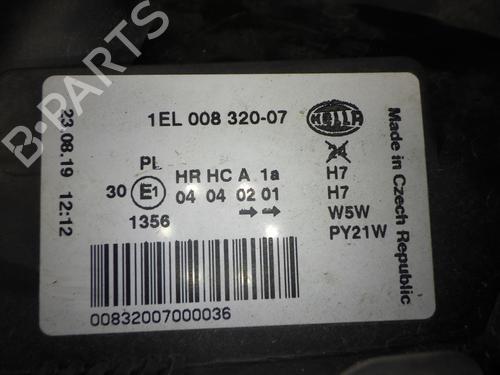 1EL 008 320-07
HELLA
23.08.19 12:12
Made in Czech Republic
PL
30 E1
1356
HR HC A 1a
04 04 02 01
H7
H7
W5W
PY21W
00832007000036
B-PARTS